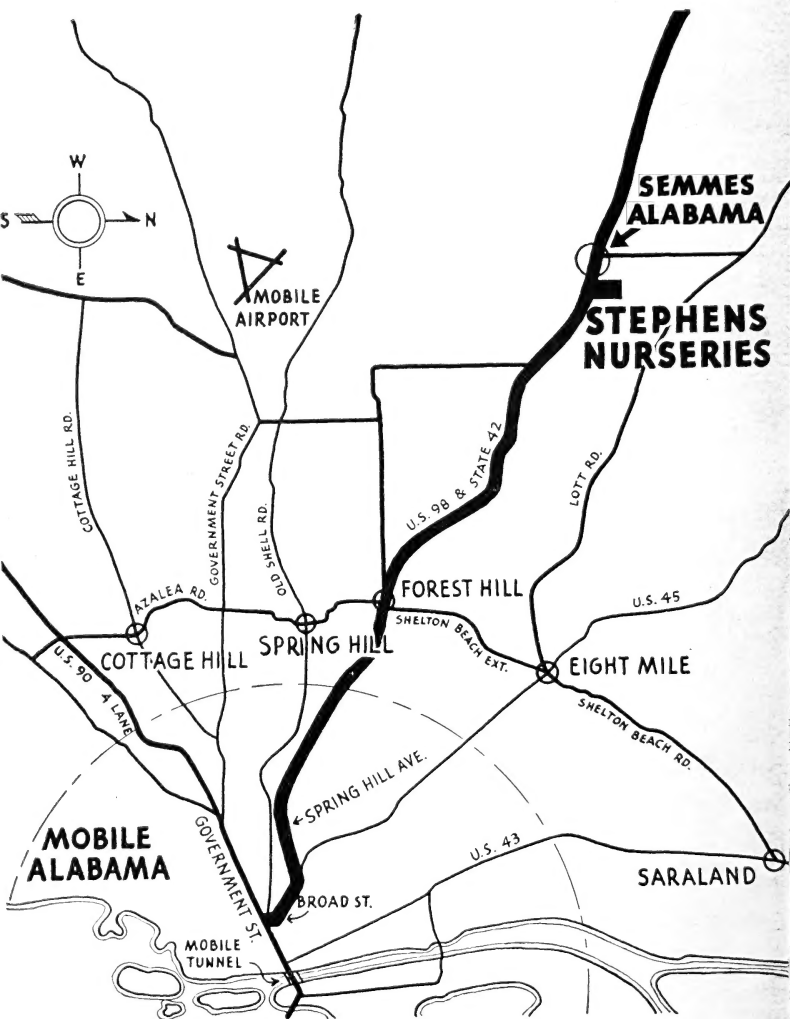 W
S
N
E
SEMMES
ALABAMA
MOBILE
AIRPORT
STEPHENS
NURSERIES
COTTAGE HILL RD.
GOVERNMENT STREET RD.
OLD SHELL RD.
U.S. 98 & STATE 42
LOTT RD.
AZALEA RD.
FOREST HILL
U.S. 45
SHELTON BEACH EXT.
COTTAGE HILL
SPRING HILL
EIGHT MILE
U.S. 90
4 LANE
SHELTON BEACH RD.
SPRING HILL AVE.
MOBILE
ALABAMA
GOVERNMENT ST.
U.S. 43
SARALAND
BROAD ST.
MOBILE
TUNNEL